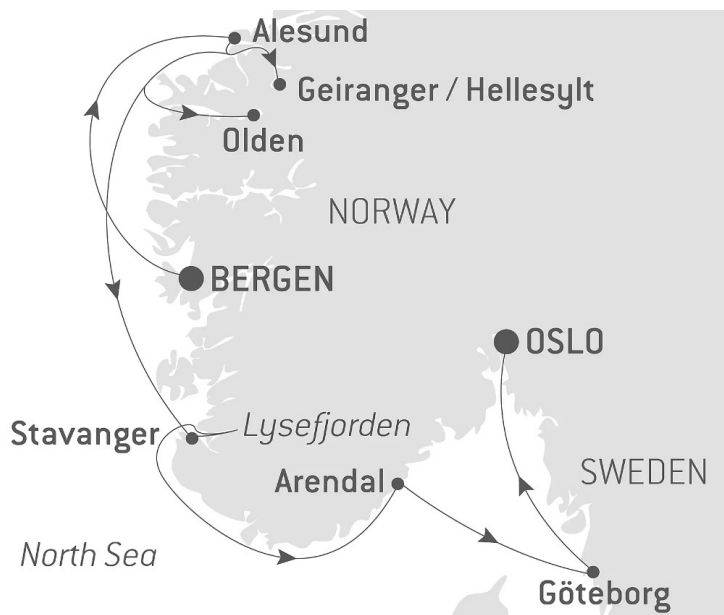 Alesund
Geiranger / Hellesylt
Olden
NORWAY
BERGEN
OSLO
Stavanger
Lysefjorden
Arendal
SWEDEN
North Sea
Göteborg